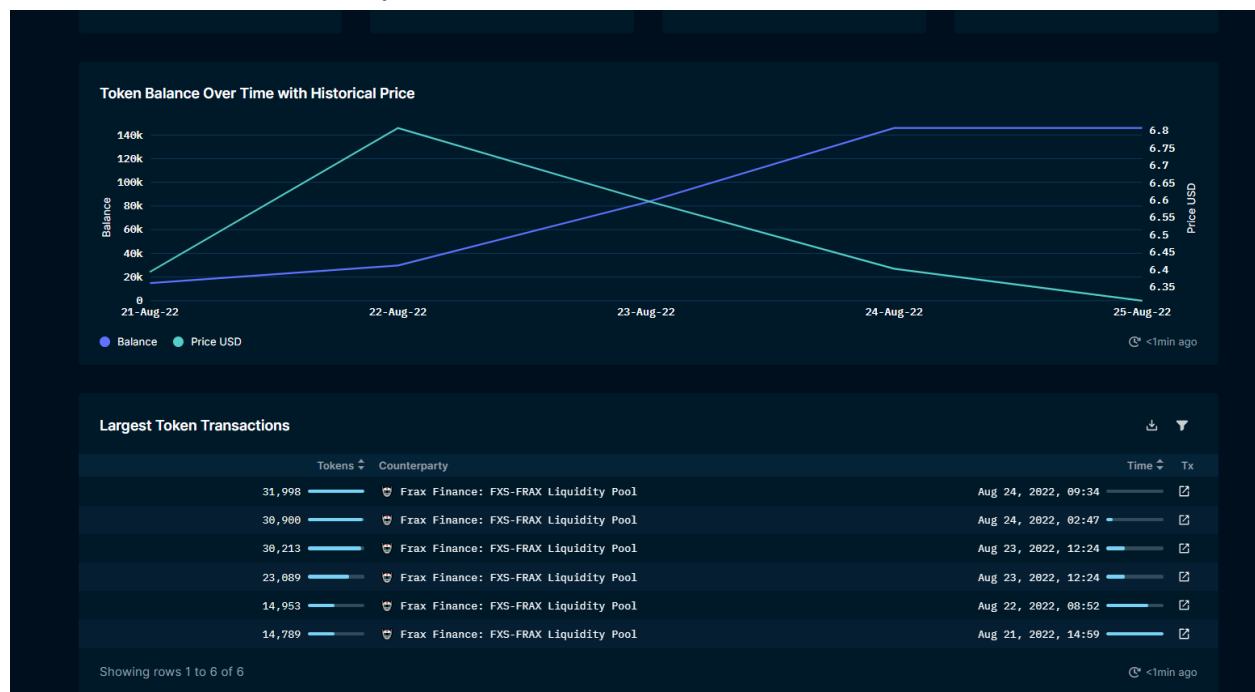 Token Balance Over Time with Historical Price
140k
120k
100k
80k
60k
40k
20k
0
Balance
6.8
6.75
6.7
6.65
6.6
6.55
6.5
6.45
6.4
6.35
Price USD
21-Aug-22 22-Aug-22 23-Aug-22 24-Aug-22 25-Aug-22
Balance Price USD <1min ago
Largest Token Transactions
Tokens Counterparty Time Tx
31,998 Frax Finance: FXS-FRAX Liquidity Pool Aug 24, 2022, 09:34
30,900 Frax Finance: FXS-FRAX Liquidity Pool Aug 24, 2022, 02:47
30,213 Frax Finance: FXS-FRAX Liquidity Pool Aug 23, 2022, 12:24
23,089 Frax Finance: FXS-FRAX Liquidity Pool Aug 23, 2022, 12:24
14,953 Frax Finance: FXS-FRAX Liquidity Pool Aug 22, 2022, 08:52
14,789 Frax Finance: FXS-FRAX Liquidity Pool Aug 21, 2022, 14:59
Showing rows 1 to 6 of 6 <1min ago